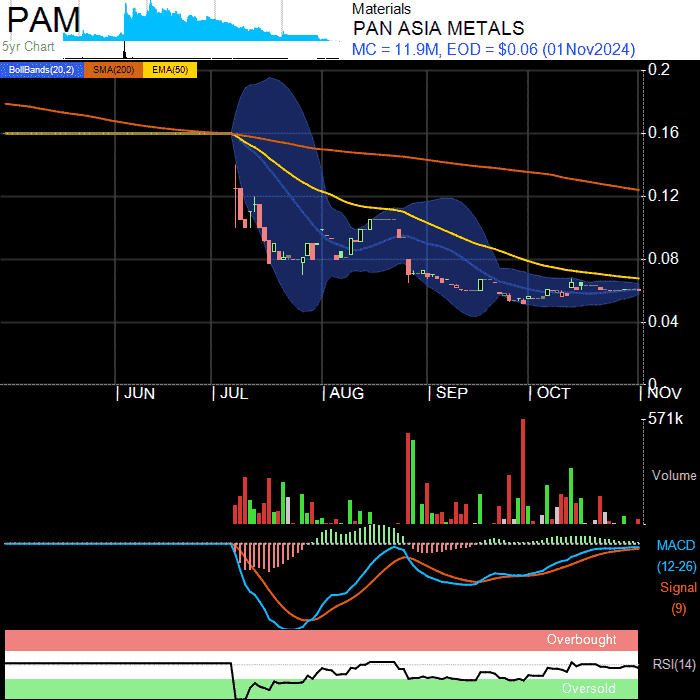 PAM
5yr Chart
Materials
PAN ASIA METALS
MC = 11.9M, EOD = $0.06 (01Nov2024)
BollBands(20,2) SMA(200) EMA(50)
0.2
0.16
0.12
0.08
0.04
0
JUN JUL AUG SEP OCT NOV
571k
Volume
MACD
(12-26)
Signal
(9)
Overbought
RSI(14)
Oversold